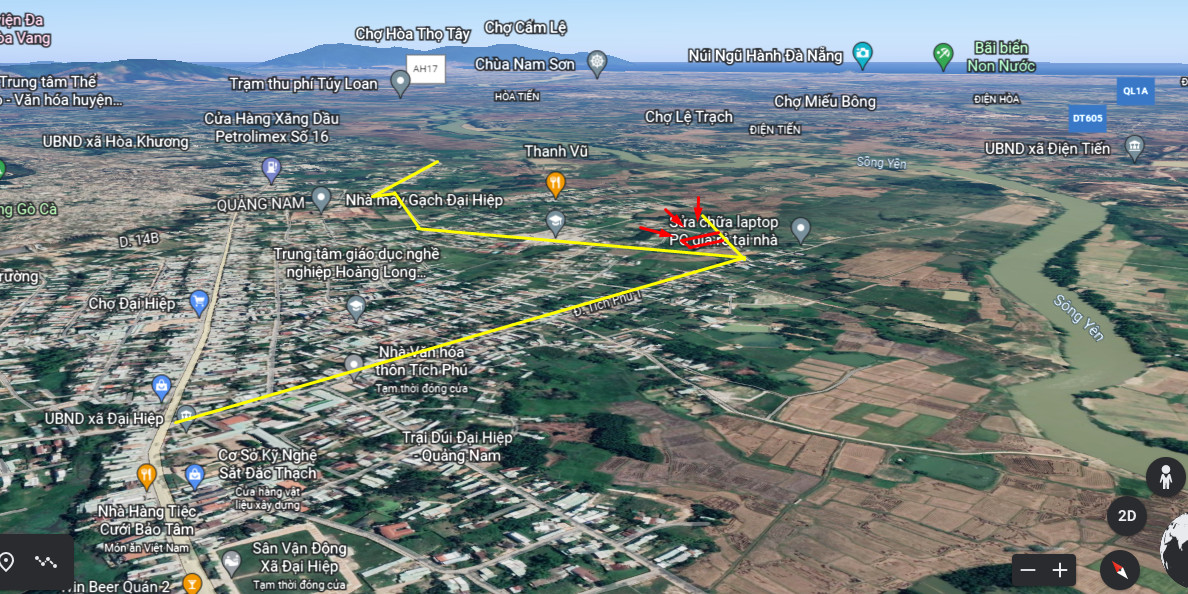 Chợ Hòa Thọ Tây
Chợ Cẩm Lệ
òa Vang
Chùa Nam Sơn
Núi Ngũ Hành Đà Nẵng
Bãi biển
Non Nước
AH17
Trung tâm Thể
- Văn hóa huyện...
Trạm thu phí Túy Loan
HÒA TIẾN
QL1A
ĐIỆN HÒA
Chợ Miếu Bông
Chợ Lệ Trạch
ĐIỆN TIẾN
DT605
Cửa Hàng Xăng Dầu
Petrolimex Số 16
UBND xã Hòa Khương
UBND xã Điện Tiến
Thanh Vũ
Sông Yên
QUẢNG NAM
Nhà máy Gạch Đại Hiệp
ng Gò Cà
Sửa chữa laptop
PC giá rẻ tại nhà
D. 14B
Trung tâm giáo dục nghề
nghiệp Hoàng Long...
rường
Chợ Đại Hiệp
Đ. Tích Phú 1
Sông Yên
Nhà Văn hóa
thôn Tích Phú
Tạm thời đóng cửa
UBND xã Đại Hiệp
Trại Dúi Đại Hiệp
- Quảng Nam
Cơ Sở Kỹ Nghệ
Sắt Đắc Thạch
Cửa hàng vật
liệu xây dựng
Nhà Hàng Tiệc
Cưới Bảo Tâm
Món ăn Việt Nam
2D
Sân Vận Động
Xã Đại Hiệp
Tạm thời đóng cửa
in Beer Quán 2